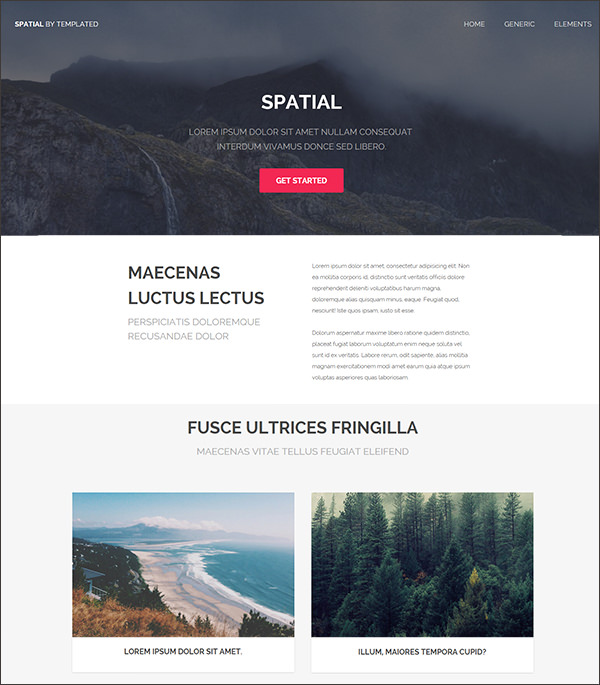 SPATIAL BY TEMPLATED
HOME GENERIC ELEMENTS
SPATIAL
LOREM IPSUM DOLOR SIT AMET NULLAM CONSEQUAT
INTERDUM VIVAMUS DONCE SED LIBERO.
GET STARTED
MAECENAS
LUCTUS LECTUS
PERSPICIATIS DOLOREMQUE
RECUSANDAE DOLOR
Lorem ipsum dolor sit amet, consectetur adipisicing elit. Non
ea mollitia corporis id, distinctio sunt veritatis officiis dolore
reprehenderit deleniti voluptatibus harum magna,
doloremque alias quisquam minus, eaque. Feugiat quod,
nesciunt! Iste quos ipsam, iusto sit esse.
Dolorum aspernatur maxime libero ratione quidem distinctio,
placeat fugiat laborum voluptatum enim neque soluta vel
sunt id ex veritatis. Labore rerum, odit sapiente, alias mollitia
magnam exercitationem modi amet earum quia atque ipsum
voluptas asperiores quas laboriosam.
FUSCE ULTRICES FRINGILLA
MAECENAS VITAE TELLUS FEUGIAT ELEIFEND
LOREM IPSUM DOLOR SIT AMET.
ILLUM, MAIORES TEMPORA CUPID?